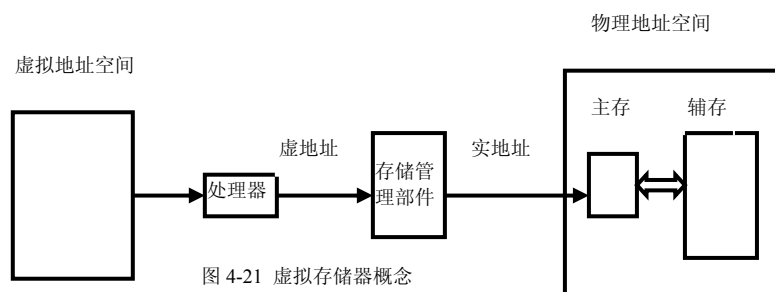 物理地址空间
虚拟地址空间
主存
辅存
虚地址
实地址
处理器
存储管
理部件
图 4-21 虚拟存储器概念